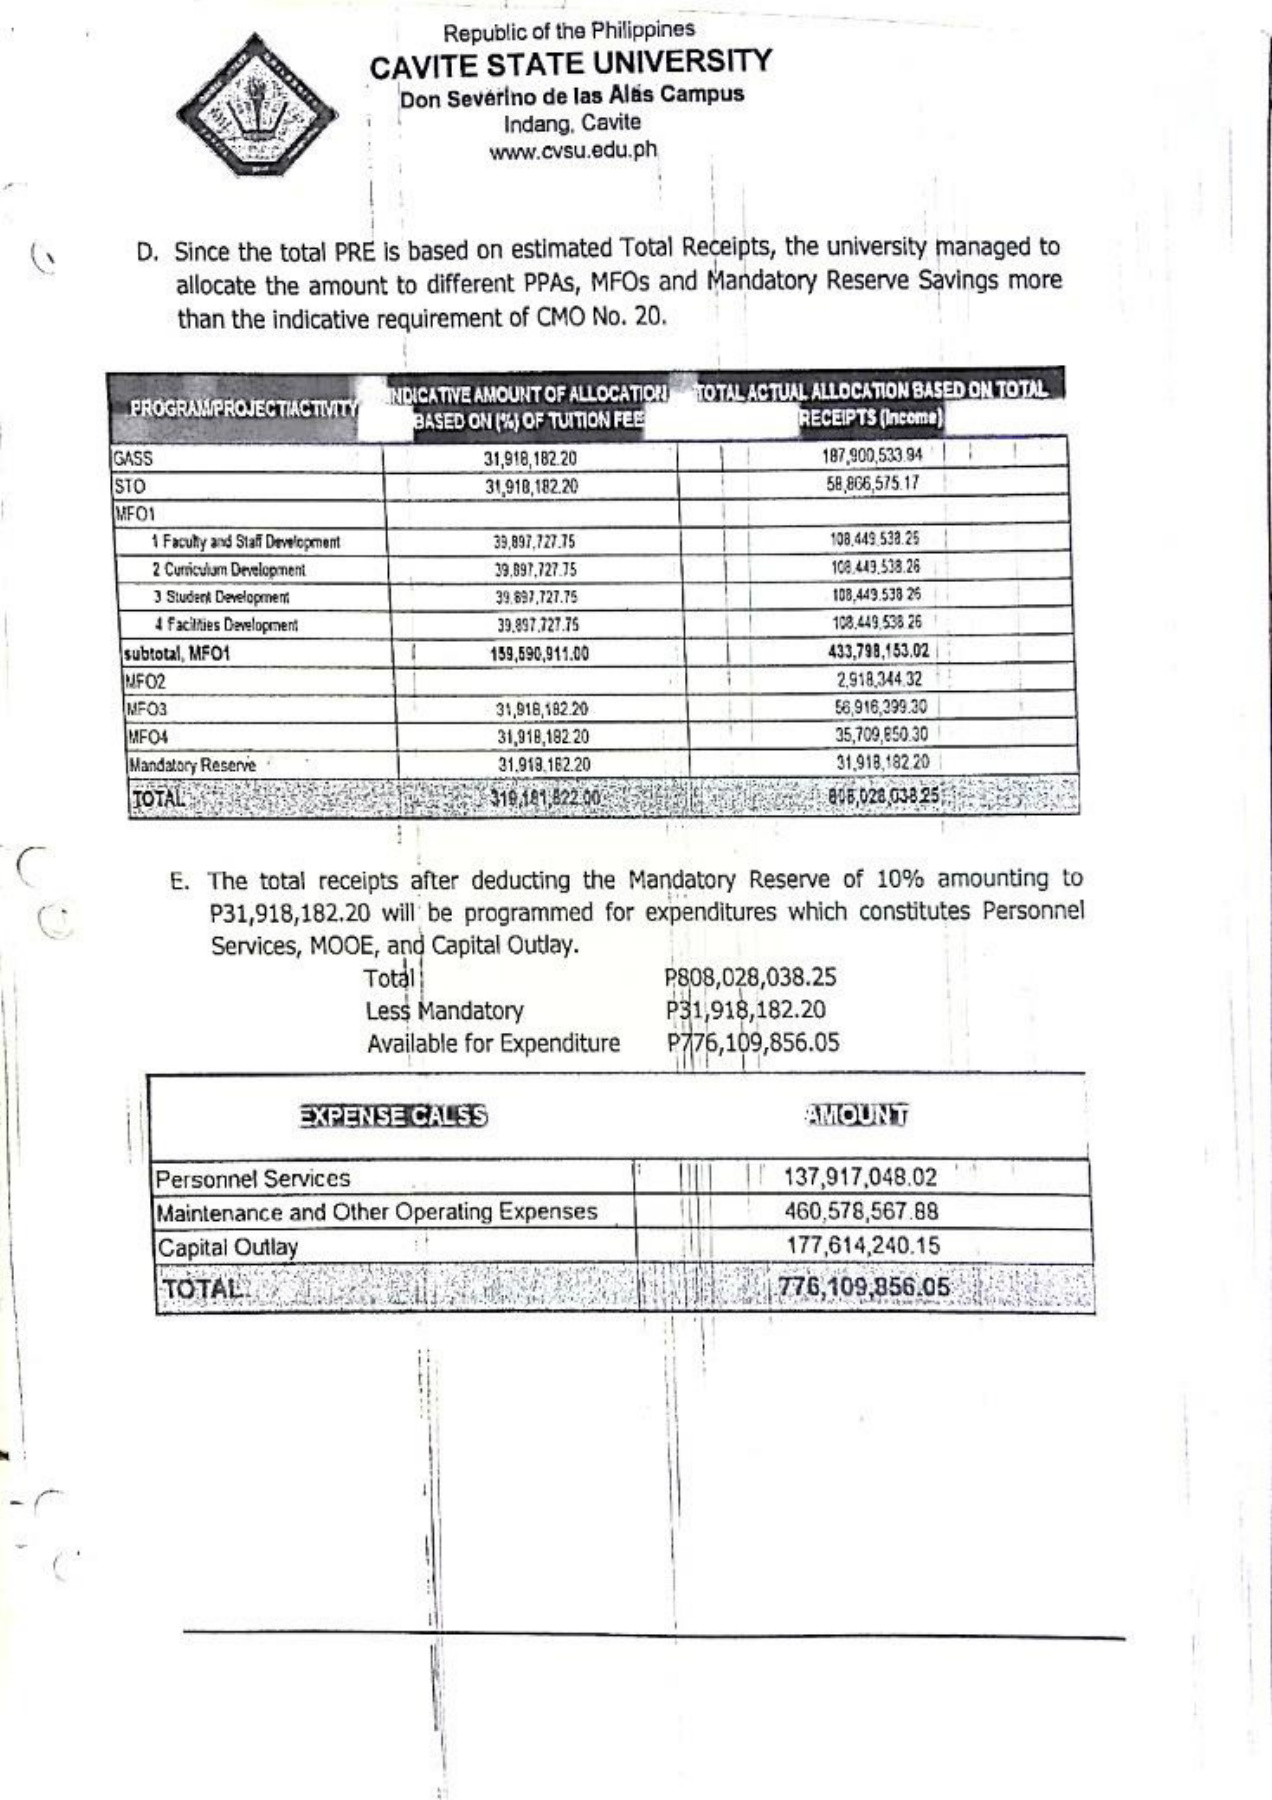 Republic of the Philippines
CAVITE STATE UNIVERSITY
Don Severino de las Alas Campus
Indang, Cavite
www.cvsu.edu.ph
D. Since the total PRE is based on estimated Total Receipts, the university managed to
allocate the amount to different PPAs, MFOs and Mandatory Reserve Savings more
than the indicative requirement of CMO No. 20.
PROGRAM/PROJECT/ACTIVITY INDICATIVE AMOUNT OF ALLOCATION BASED ON (%) OF TUITION FEE TOTAL ACTUAL ALLOCATION BASED ON TOTAL RECEIPTS (Income)
GASS 31,918,182.20 187,900,533.94
STO 31,918,182.20 58,866,575.17
MFO1
1 Faculty and Staff Development 39,897,727.75 108,449,538.25
2 Curriculum Development 39,897,727.75 108,449,538.26
3 Student Development 39,897,727.75 108,449,538.26
4 Facilities Development 39,897,727.75 108,449,538.26
subtotal, MFO1 159,590,911.00 433,798,153.02
MFO2 2,918,344.32
MFO3 31,918,182.20 56,916,399.30
MFO4 31,918,182.20 35,709,850.30
Mandatory Reserve 31,918,182.20 31,918,182.20
TOTAL 319,181,822.00 808,028,038.25
E. The total receipts after deducting the Mandatory Reserve of 10% amounting to
P31,918,182.20 will be programmed for expenditures which constitutes Personnel
Services, MOOE, and Capital Outlay.
Total P808,028,038.25
Less Mandatory P31,918,182.20
Available for Expenditure P776,109,856.05
EXPENSE CALSS AMOUNT
Personnel Services 137,917,048.02
Maintenance and Other Operating Expenses 460,578,567.88
Capital Outlay 177,614,240.15
TOTAL 776,109,856.05